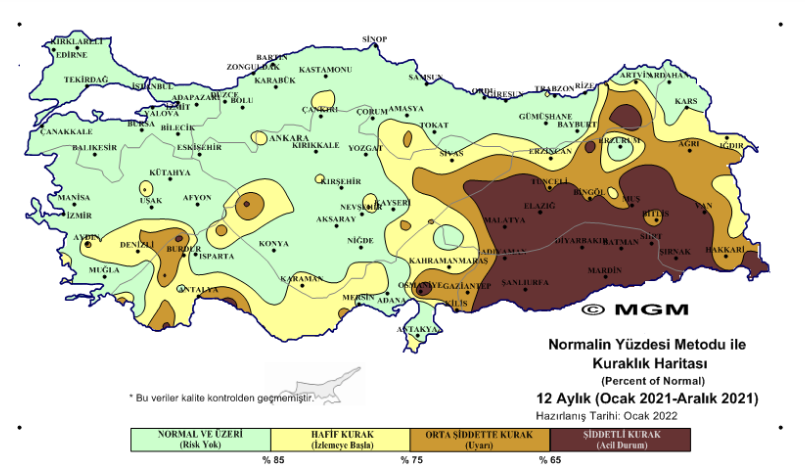 SİNOP
KIRKLARELİ
EDİRNE
BARTIN
ZONGULDAK
KASTAMONU
KARABÜK
SAMSUN
TEKİRDAĞ
İSTANBUL
DÜZCE
BOLU
ADAPAZARI
İZMİT
YALOVA
ORDU
GİRESUN
TRABZON
RİZE
ARTVİN
ARDAHAN
KARS
ÇANKIRI
ÇORUM
AMASYA
TOKAT
GÜMÜŞHANE
BAYBURT
ÇANAKKALE
BURSA
BİLECİK
ANKARA
ESKİŞEHİR
BALIKESİR
KIRIKKALE
YOZGAT
SİVAS
ERZİNCAN
ERZURUM
AĞRI
IĞDIR
KÜTAHYA
KIRŞEHİR
TUNCELİ
BİNGÖL
MUŞ
MANİSA
UŞAK
AFYON
NEVŞEHİR
KAYSERİ
ELAZIĞ
BİTLİS
VAN
İZMİR
AKSARAY
MALATYA
AYDIN
DENİZLİ
BURDUR
ISPARTA
KONYA
NİĞDE
KAHRAMANMARAŞ
ADIYAMAN
DİYARBAKIR
BATMAN
SİİRT
ŞIRNAK
HAKKARİ
MUĞLA
ANTALYA
KARAMAN
MERSİN
ADANA
OSMANİYE
GAZİANTEP
ŞANLIURFA
MARDİN
KİLİS
ANTAKYA
© MGM
Normalin Yüzdesi Metodu ile
Kuraklık Haritası
(Percent of Normal)
12 Aylık (Ocak 2021-Aralık 2021)
Hazırlanış Tarihi: Ocak 2022
* Bu veriler kalite kontrolden geçmemiştir.
NORMAL VE ÜZERİ
(Risk Yok)
HAFİF KURAK
(İzlemeye Başla)
ORTA ŞİDDETTE KURAK
(Uyarı)
ŞİDDETLİ KURAK
(Acil Durum)
% 85
% 75
% 65